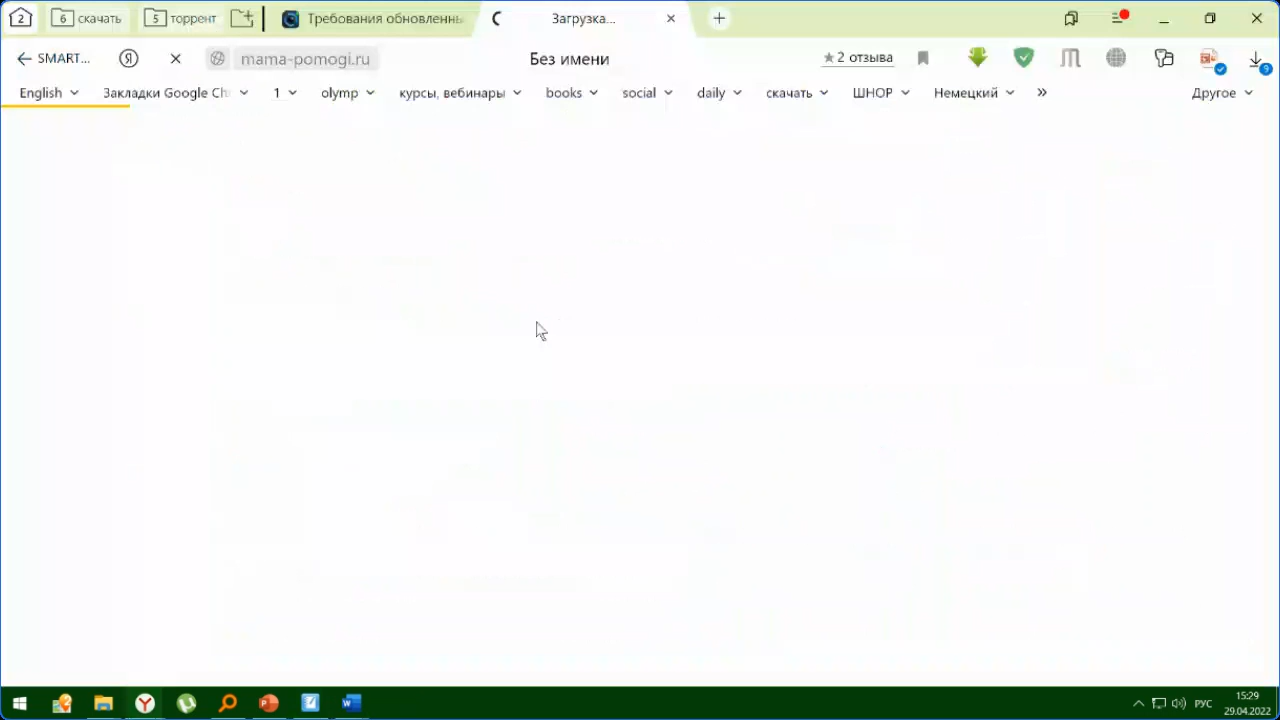 2 6 скачать 5 торрент Требования обновленны Загрузка...
SMART... mama-pomogi.ru Без имени ★ 2 отзыва 9
English Закладки Google Ch 1 olymp курсы, вебинары books social daily скачать ШНОР Немецкий » Другое
РУС 15:29
29.04.2022